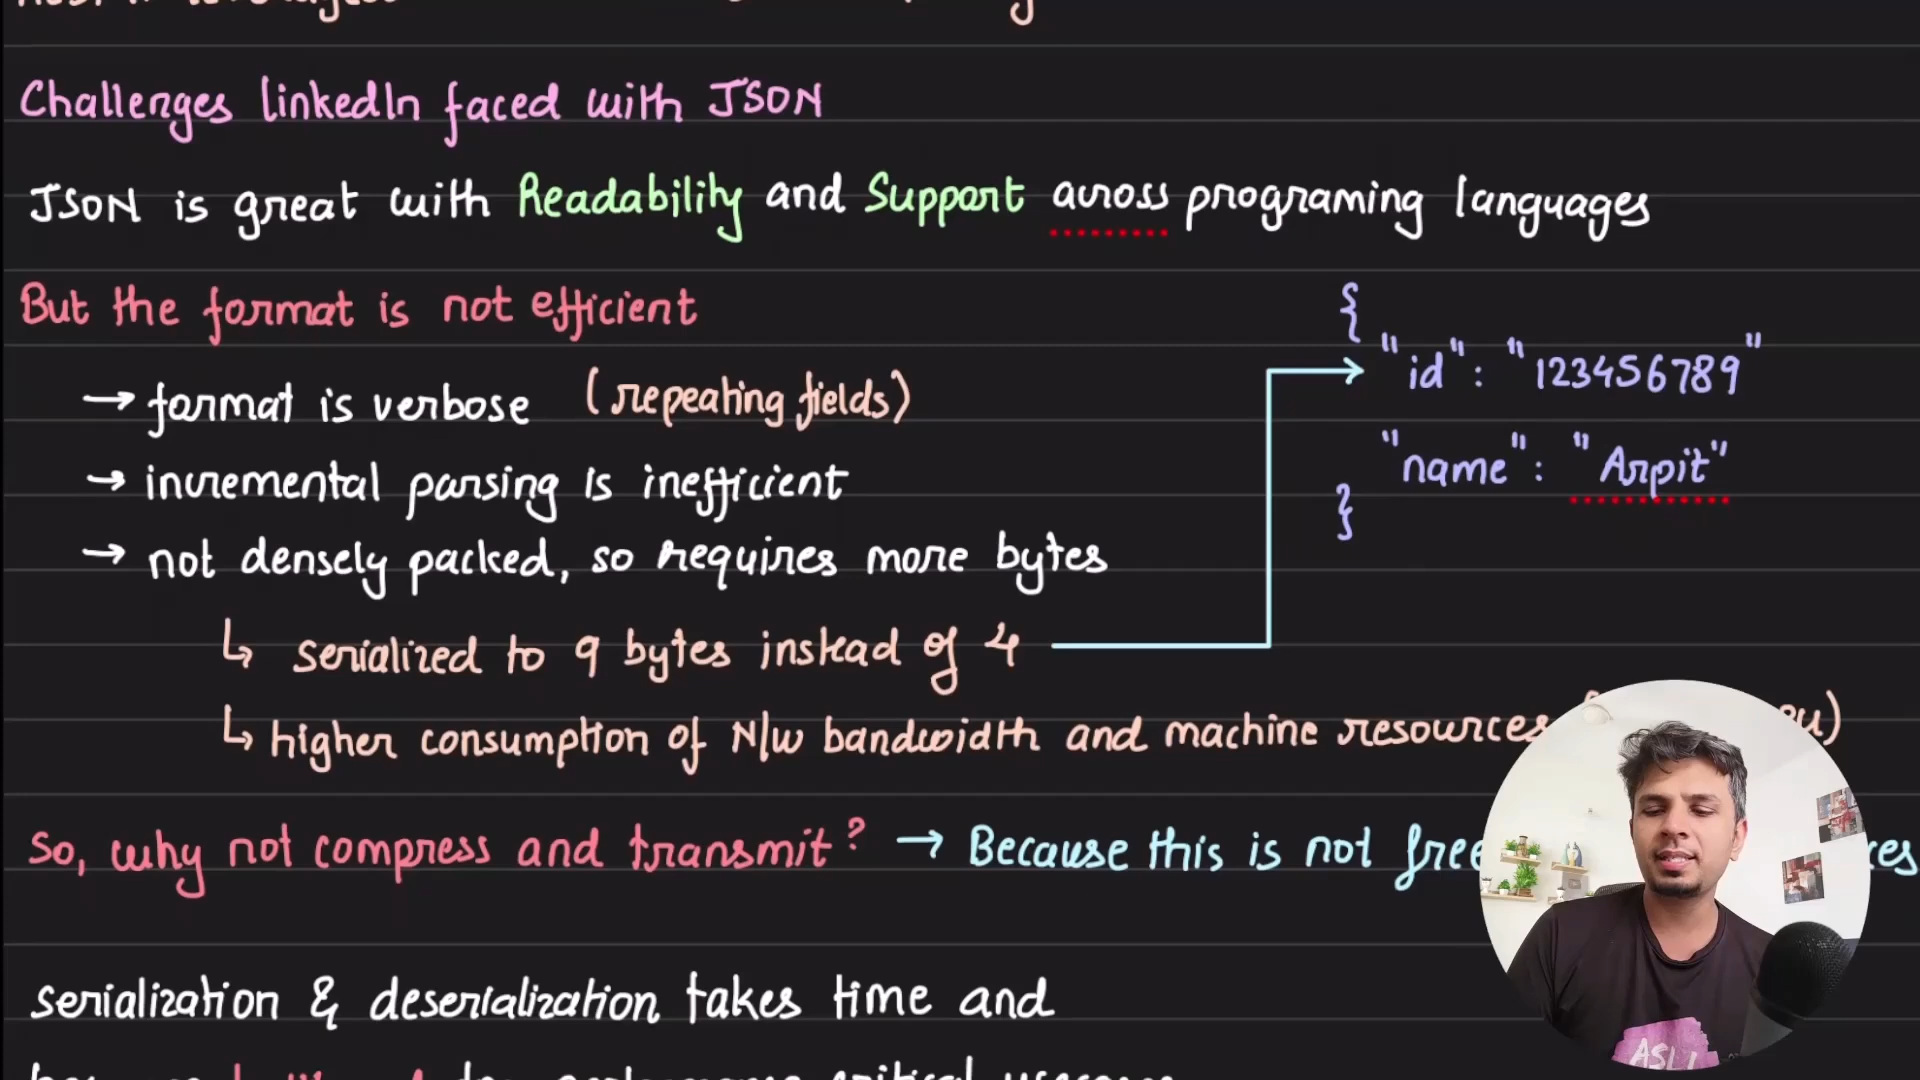 Challenges linkedIn faced with JSON
JSON is great with Readability and Support across programing languages
But the format is not efficient
→ format is verbose (repeating fields)
→ incremental parsing is inefficient
→ not densely packed, so requires more bytes
↳ serialized to 9 bytes instead of 4
↳ higher consumption of N/w bandwidth and machine resources
{
"id" : "123456789"
"name" : "Arpit"
}
So, why not compress and transmit? → Because this is not free
serialization & deserialization takes time and